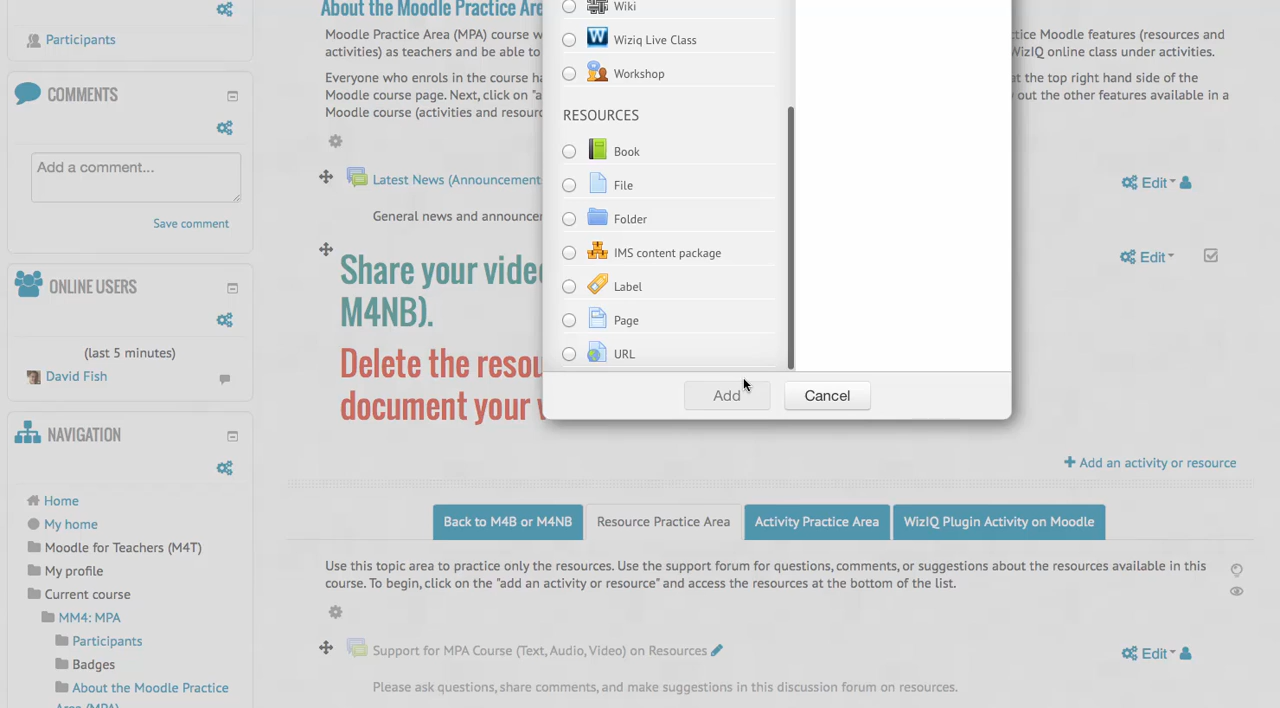 Participants
COMMENTS
Add a comment...
Save comment
ONLINE USERS
(last 5 minutes)
David Fish
NAVIGATION
Home
My home
Moodle for Teachers (M4T)
My profile
Current course
MM4: MPA
Participants
Badges
About the Moodle Practice
Area (MPA)
About the Moodle Practice Are
Moodle Practice Area (MPA) course w
activities) as teachers and be able to
Everyone who enrols in the course ha
Moodle course page. Next, click on "a
Moodle course (activities and resourc
tice Moodle features (resources and
WizIQ online class under activities.
at the top right hand side of the
out the other features available in a
Latest News (Announcement
Edit
General news and announcem
Share your vide
M4NB).
Edit
Delete the resou
document your v
Wiki
W Wiziq Live Class
Workshop
RESOURCES
Book
File
Folder
IMS content package
Label
Page
URL
Add
Cancel
Add an activity or resource
Back to M4B or M4NB
Resource Practice Area
Activity Practice Area
WizIQ Plugin Activity on Moodle
Use this topic area to practice only the resources. Use the support forum for questions, comments, or suggestions about the resources available in this
course. To begin, click on the "add an activity or resource" and access the resources at the bottom of the list.
Support for MPA Course (Text, Audio, Video) on Resources
Edit
Please ask questions, share comments, and make suggestions in this discussion forum on resources.